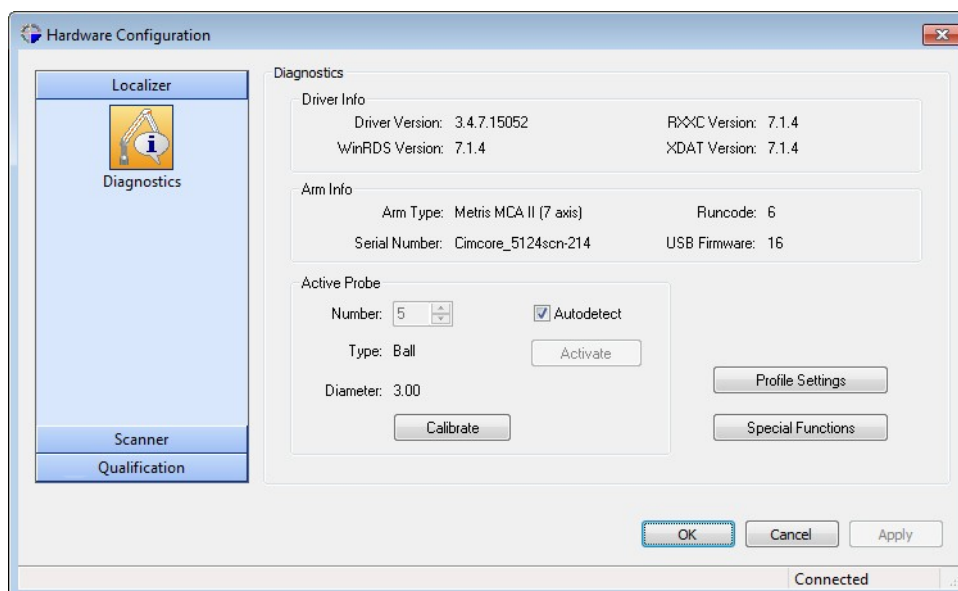 Hardware Configuration
Localizer
Diagnostics
Scanner
Qualification
Diagnostics
Driver Info
Driver Version: 3.4.7.15052 RXXC Version: 7.1.4
WinRDS Version: 7.1.4 XDAT Version: 7.1.4
Arm Info
Arm Type: Metris MCA II (7 axis) Runcode: 6
Serial Number: Cimcore_5124scn-214 USB Firmware: 16
Active Probe
Number: 5 Autodetect
Type: Ball Activate
Diameter: 3.00
Calibrate
Profile Settings
Special Functions
OK Cancel Apply
Connected